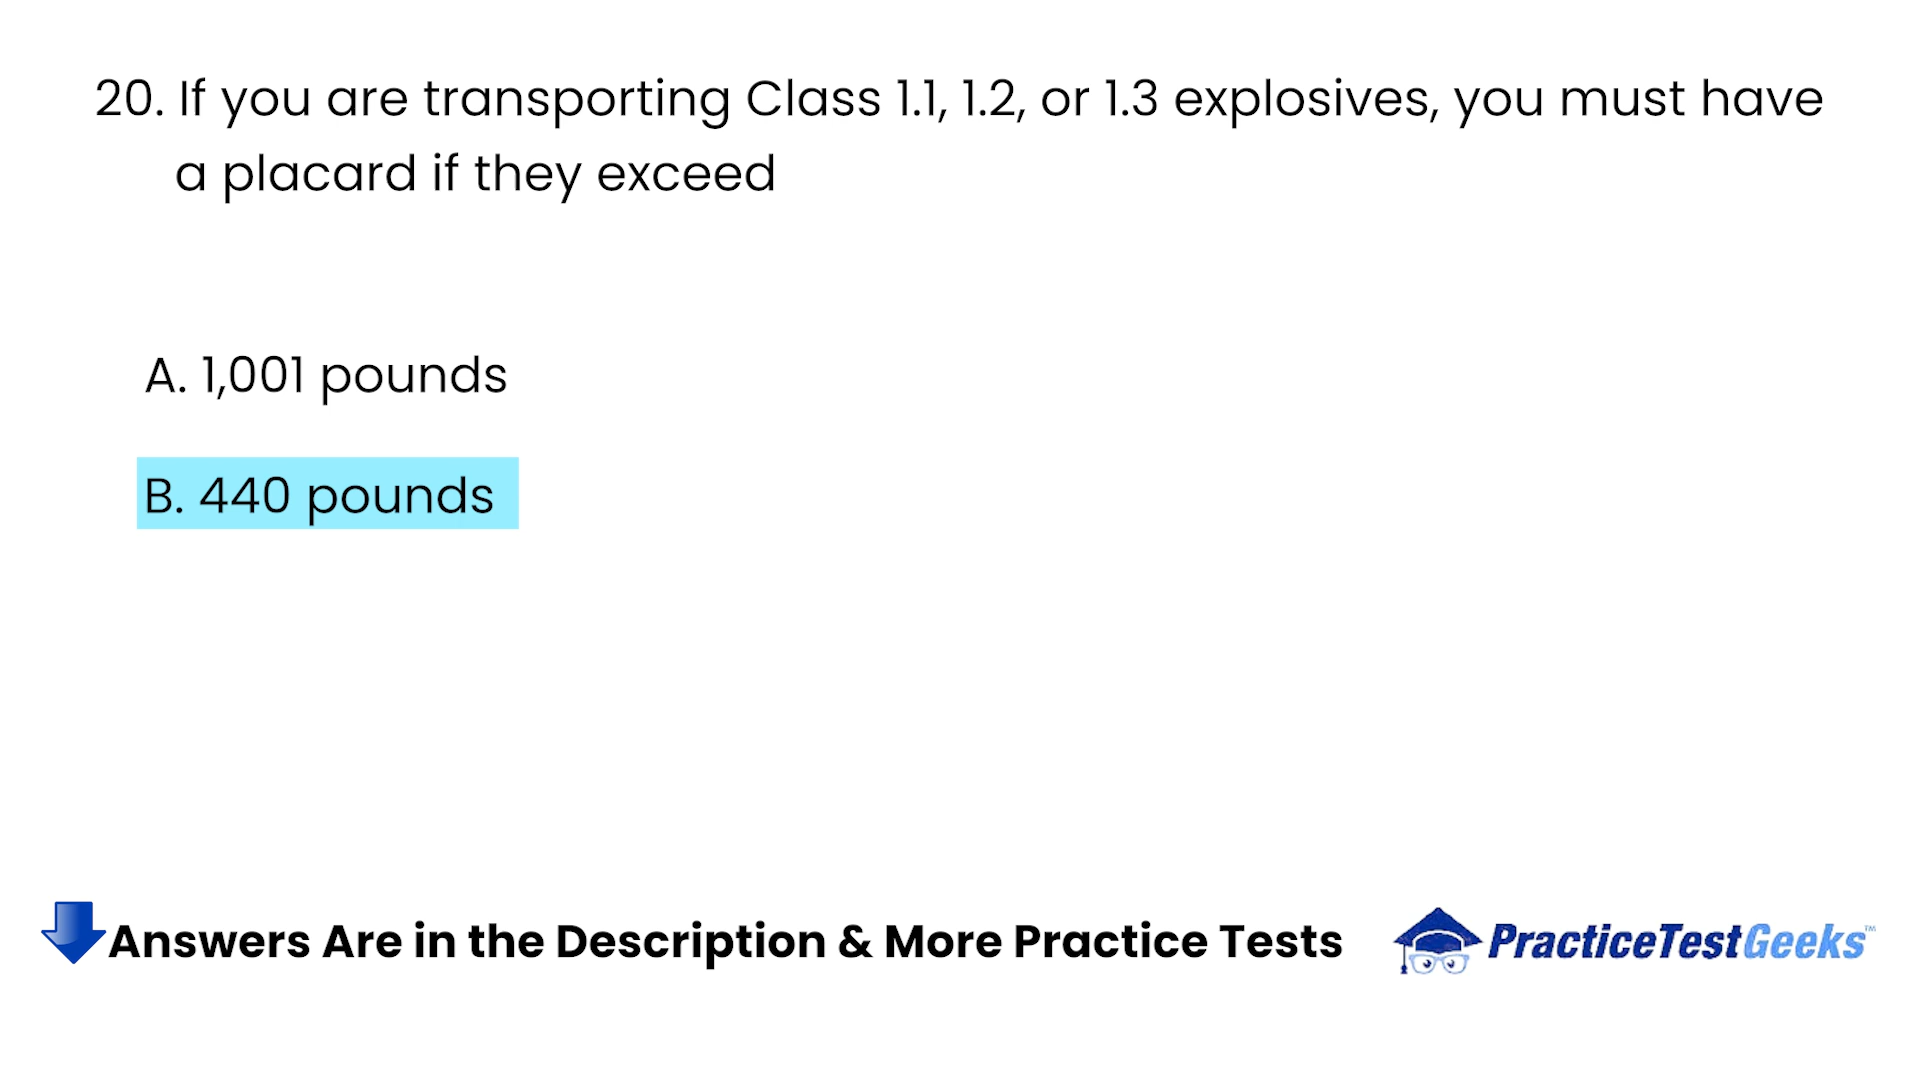 20. If you are transporting Class 1.1, 1.2, or 1.3 explosives, you must have
a placard if they exceed
A. 1,001 pounds
B. 440 pounds
Answers Are in the Description & More Practice Tests
PracticeTestGeeks™